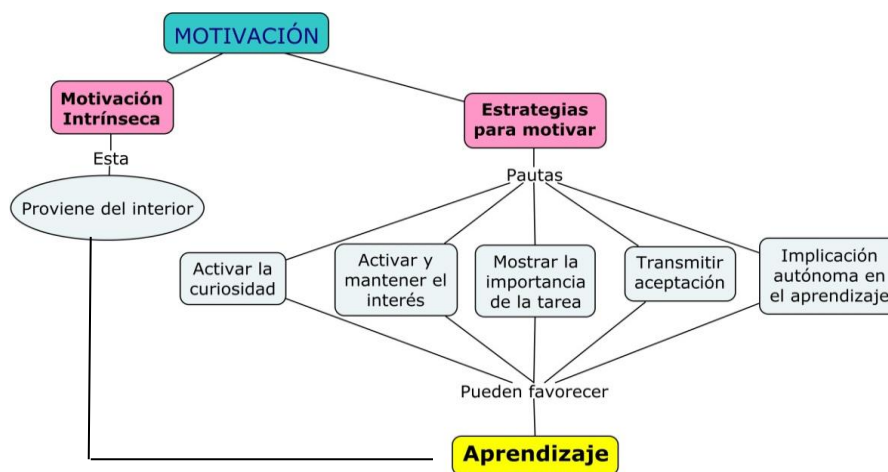 MOTIVACIÓN
Motivación
Intrínseca
Esta
Proviene del interior
Estrategias
para motivar
Pautas
Activar la
curiosidad
Activar y
mantener el
interés
Mostrar la
importancia
de la tarea
Transmitir
aceptación
Implicación
autónoma en
el aprendizaje
Pueden favorecer
Aprendizaje